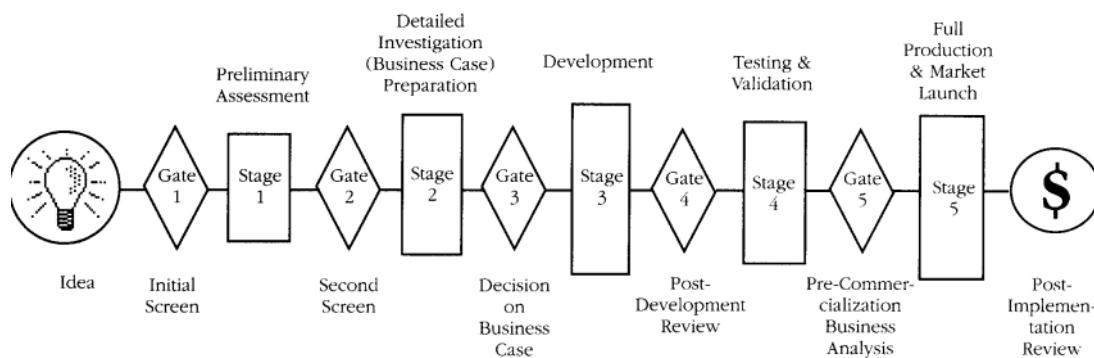 Preliminary
Assessment
Detailed
Investigation
(Business Case)
Preparation
Development
Testing &
Validation
Full
Production
& Market
Launch
Gate
1
Stage
1
Gate
2
Stage
2
Gate
3
Stage
3
Gate
4
Stage
4
Gate
5
Stage
5
$
Idea
Initial
Screen
Second
Screen
Decision
on
Business
Case
Post-
Development
Review
Pre-Commer-
cialization
Business
Analysis
Post-
Implemen-
tation
Review